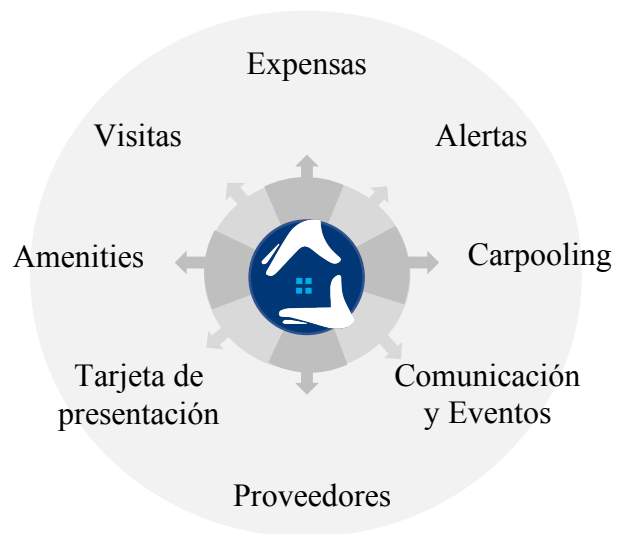 Expensas
Visitas
Alertas
Amenities
Carpooling
Tarjeta de
presentación
Comunicación
y Eventos
Proveedores